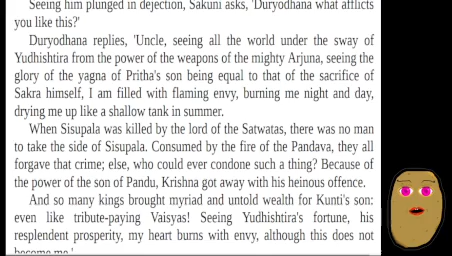 Seeing him plunged in dejection, Sakuni asks, 'Duryodhana what afflicts
you like this?'
Duryodhana replies, 'Uncle, seeing all the world under the sway of
Yudhishtira from the power of the weapons of the mighty Arjuna, seeing the
glory of the yagna of Pritha's son being equal to that of the sacrifice of
Sakra himself, I am filled with flaming envy, burning me night and day,
drying me up like a shallow tank in summer.
When Sisupala was killed by the lord of the Satwatas, there was no man
to take the side of Sisupala. Consumed by the fire of the Pandava, they all
forgave that crime; else, who could ever condone such a thing? Because of
the power of the son of Pandu, Krishna got away with his heinous offence.
And so many kings brought myriad and untold wealth for Kunti's son:
even like tribute-paying Vaisyas! Seeing Yudhishtira's fortune, his
resplendent prosperity, my heart burns with envy, although this does not
become me.'